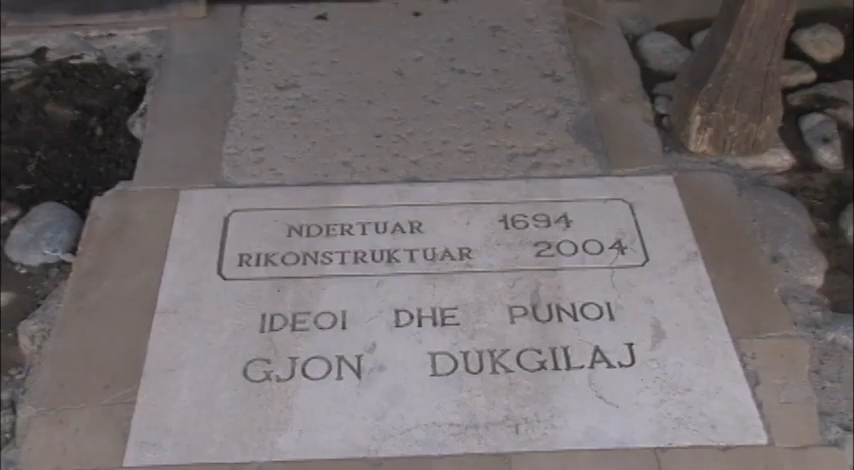 NDERTUAR 1694
RIKONSTRUKTUAR 2004
IDEOI DHE PUNOI
GJON DUKGILAJ